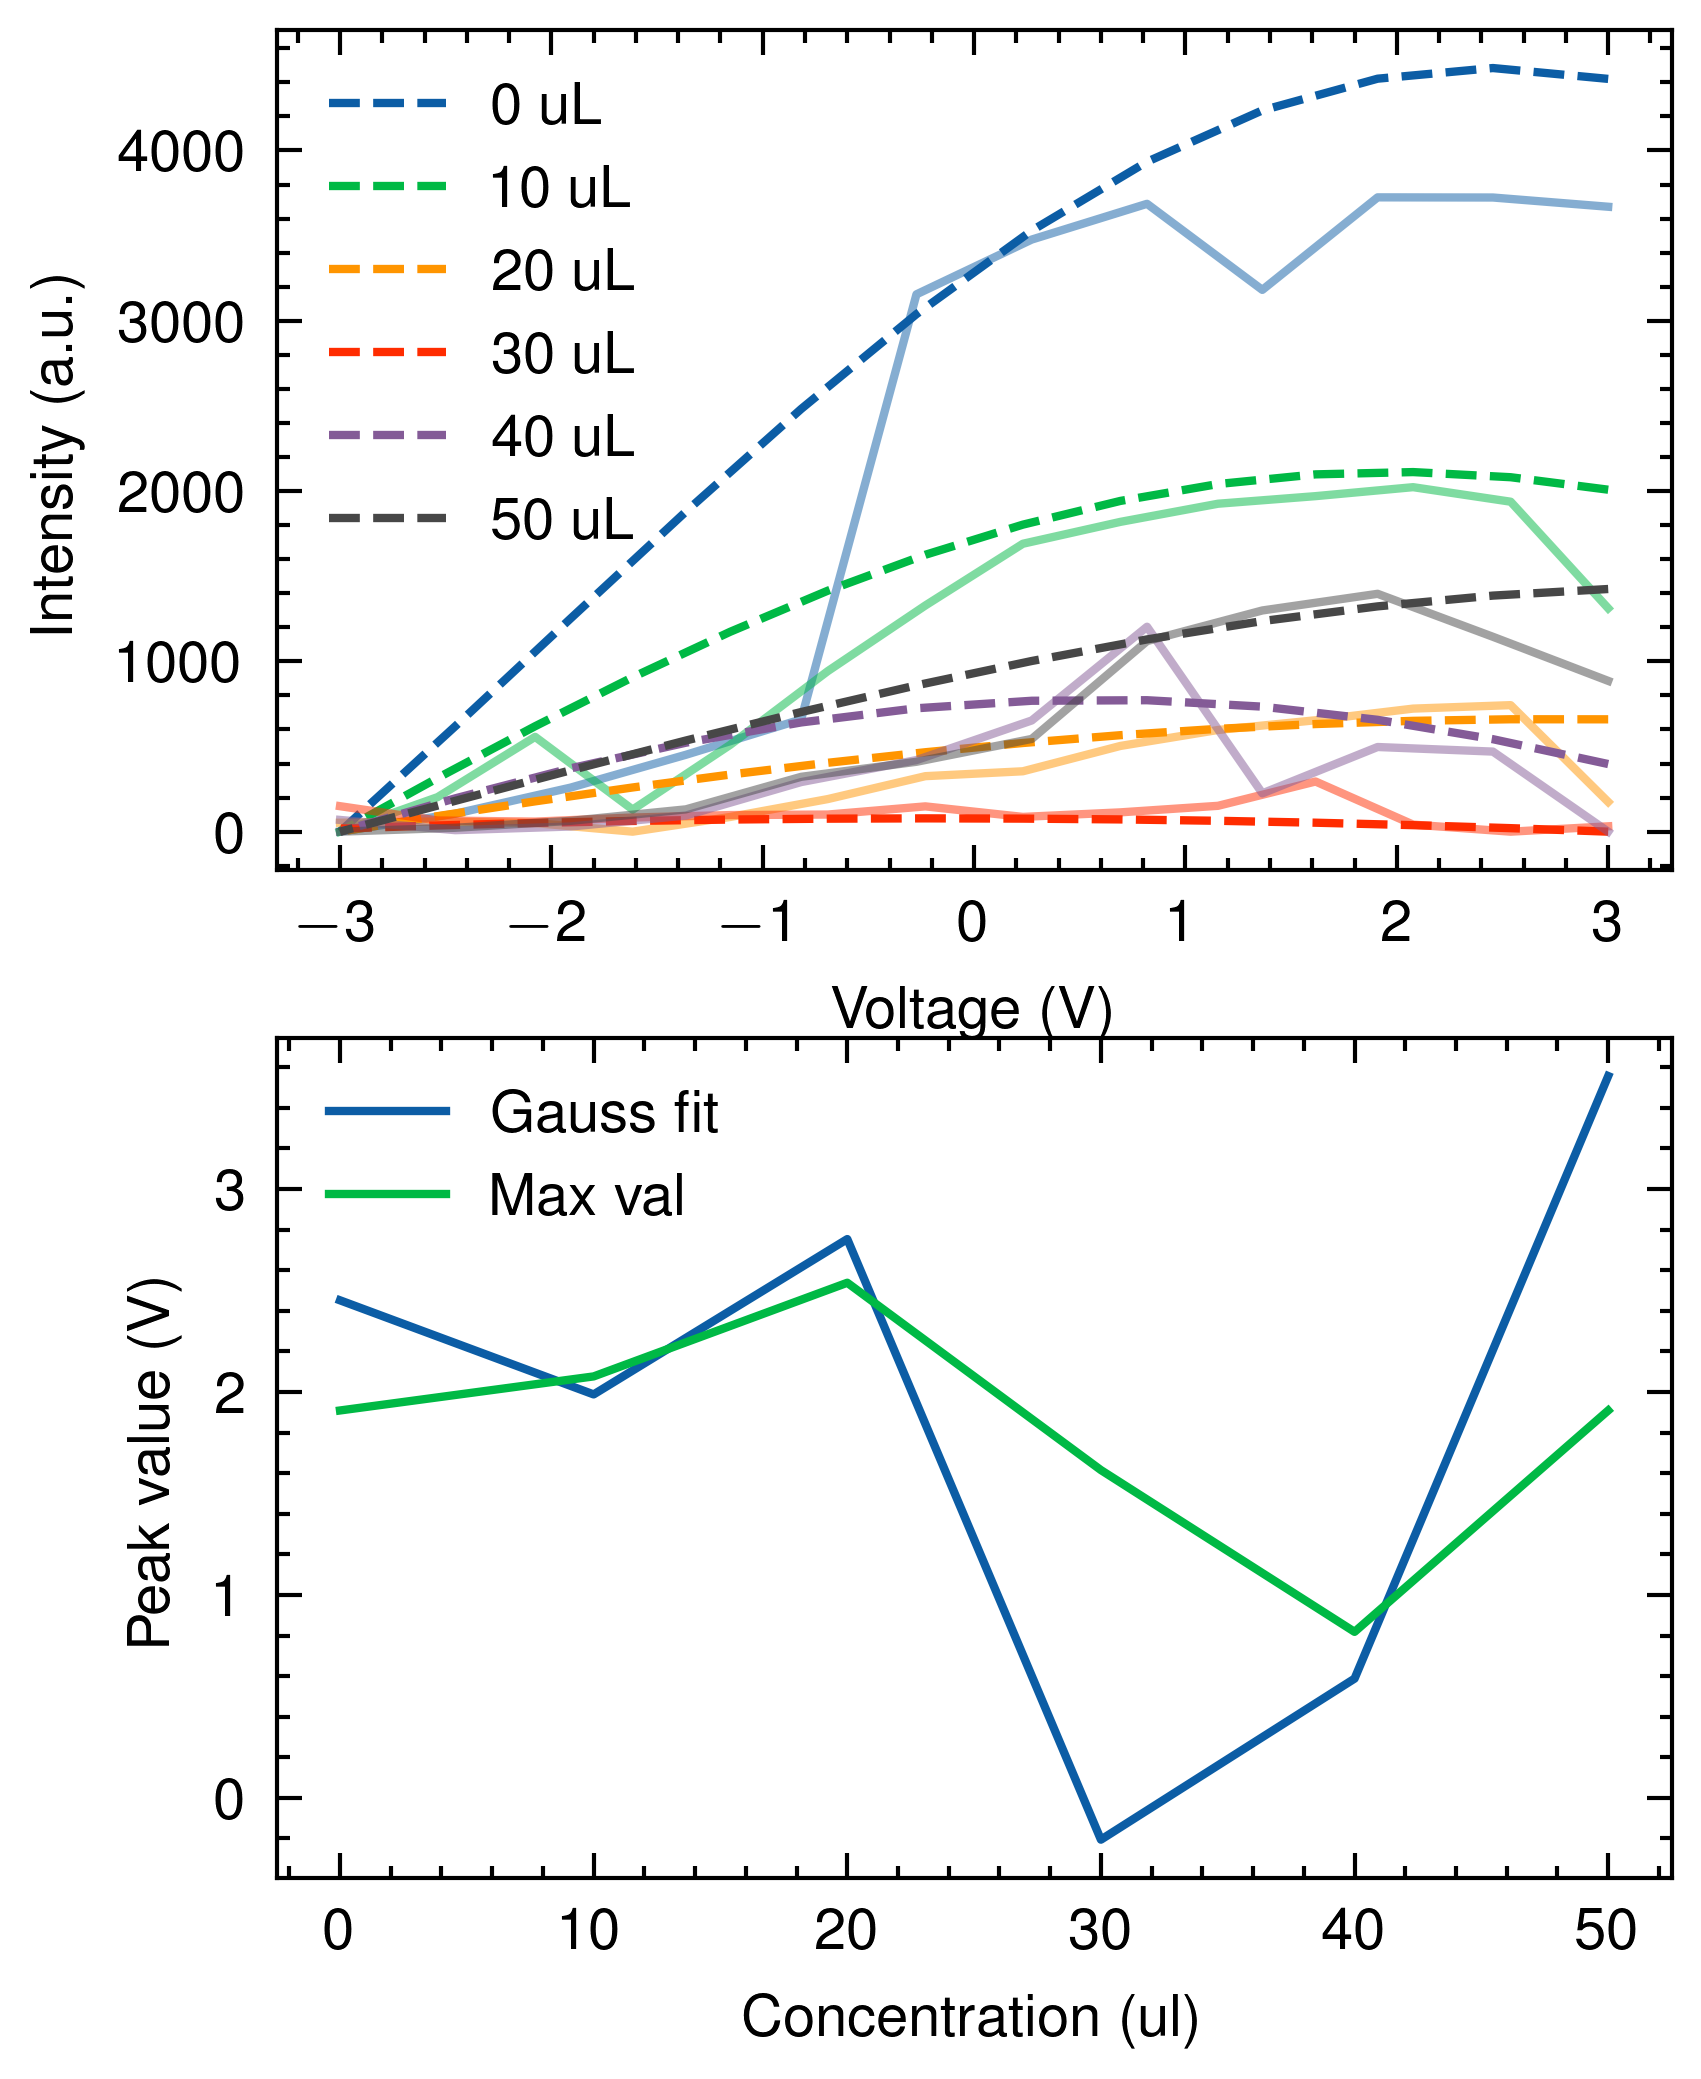 0 uL
10 uL
20 uL
30 uL
40 uL
50 uL
4000
3000
2000
1000
0
Intensity (a.u.)
−3 −2 −1 0 1 2 3
Voltage (V)
Gauss fit
Max val
3
2
1
0
Peak value (V)
0 10 20 30 40 50
Concentration (ul)